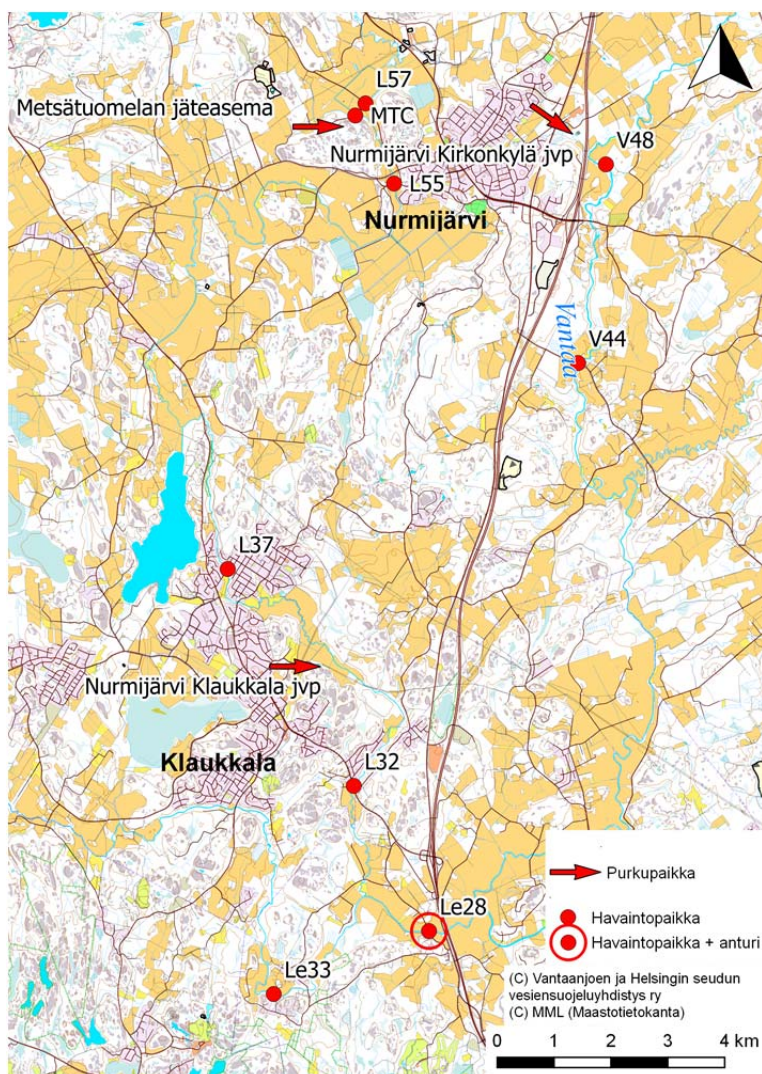 L57
Metsätuomelan jäteasema
MTC
Nurmijärvi Kirkonkylä jvp
V48
L55
Nurmijärvi
Vantaa
V44
L37
Nurmijärvi Klaukkala jvp
Klaukkala
L32
Le28
Le33
Purkupaikka
Havaintopaikka
Havaintopaikka + anturi
(C) Vantaanjoen ja Helsingin seudun
vesiensuojeluyhdistys ry
(C) MML (Maastotietokanta)
0 1 2 3 4 km